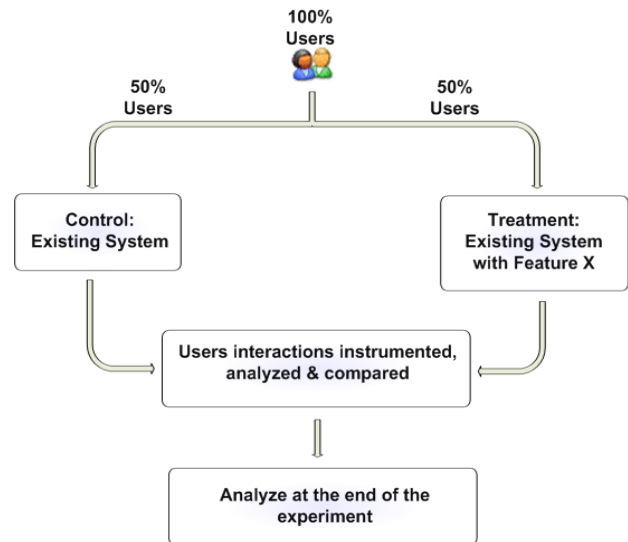 100%
Users
50%
Users
50%
Users
Control:
Existing System
Treatment:
Existing System
with Feature X
Users interactions instrumented,
analyzed & compared
Analyze at the end of the
experiment